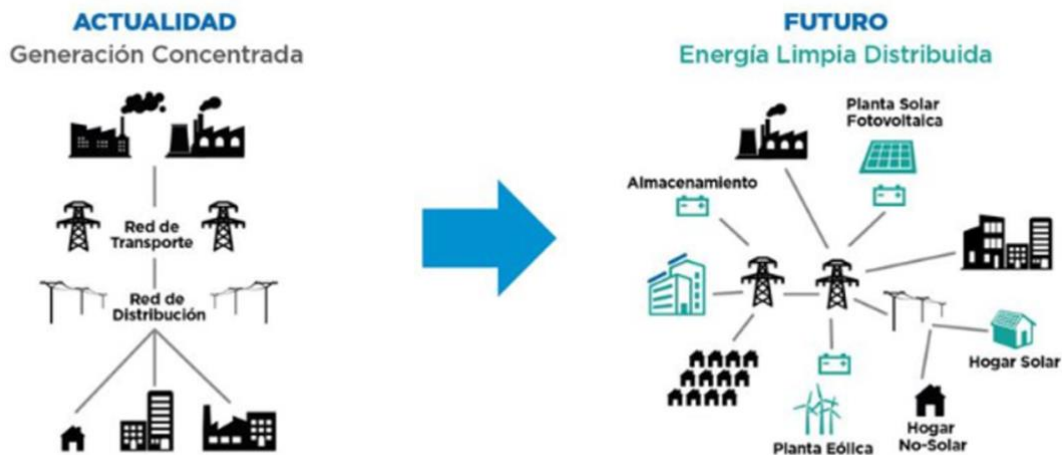 ACTUALIDAD
Generación Concentrada
Red de
Transporte
Red de
Distribución
FUTURO
Energía Limpia Distribuida
Planta Solar
Fotovoltaica
Almacenamiento
Hogar Solar
Hogar
No-Solar
Planta Eólica